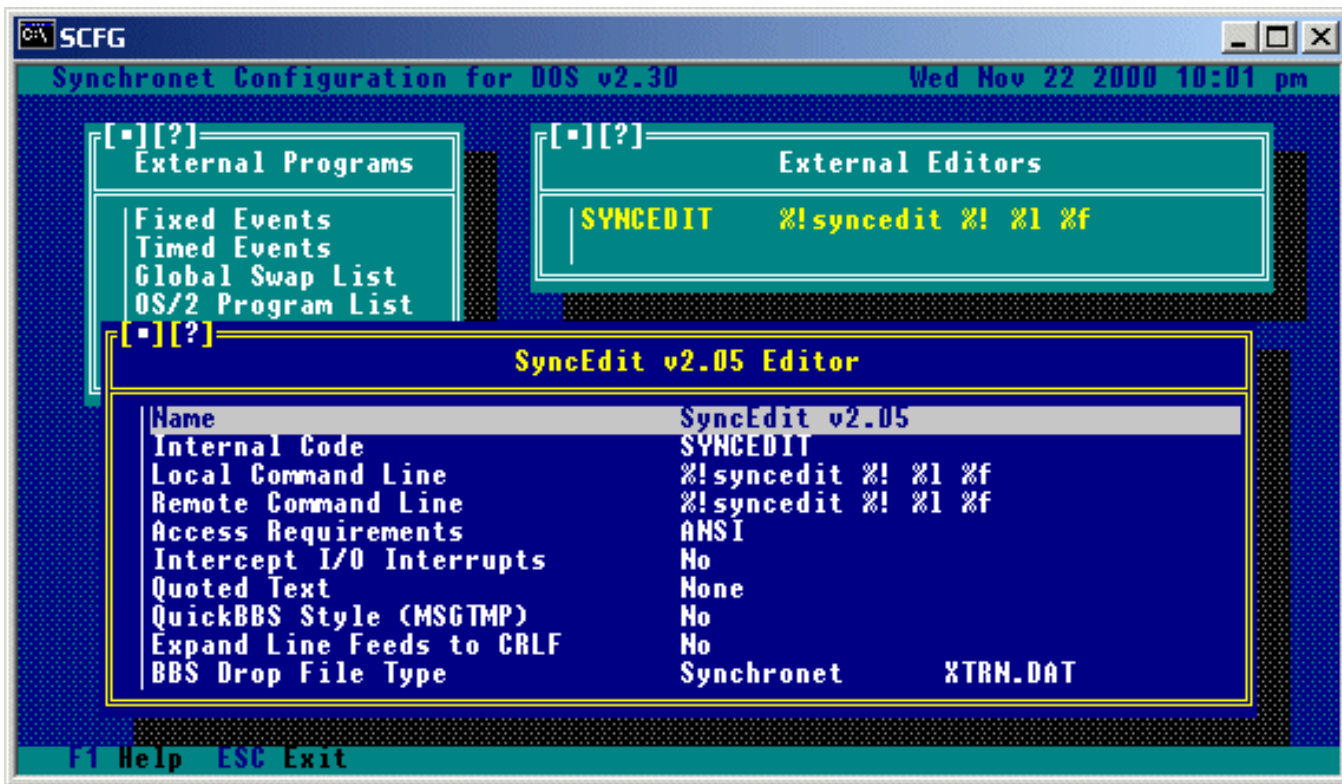 SCFG
Synchronet Configuration for DOS v2.30 Wed Nov 22 2000 10:01 pm
[▪][?]
External Programs
Fixed Events
Timed Events
Global Swap List
OS/2 Program List
[▪][?]
External Editors
SYNCEDIT %!syncedit %! %l %f
[▪][?]
SyncEdit v2.05 Editor
Name SyncEdit v2.05
Internal Code SYNCEDIT
Local Command Line %!syncedit %! %l %f
Remote Command Line %!syncedit %! %l %f
Access Requirements ANSI
Intercept I/O Interrupts No
Quoted Text None
QuickBBS Style (MSGTMP) No
Expand Line Feeds to CRLF No
BBS Drop File Type Synchronet XTRN.DAT
F1 Help ESC Exit